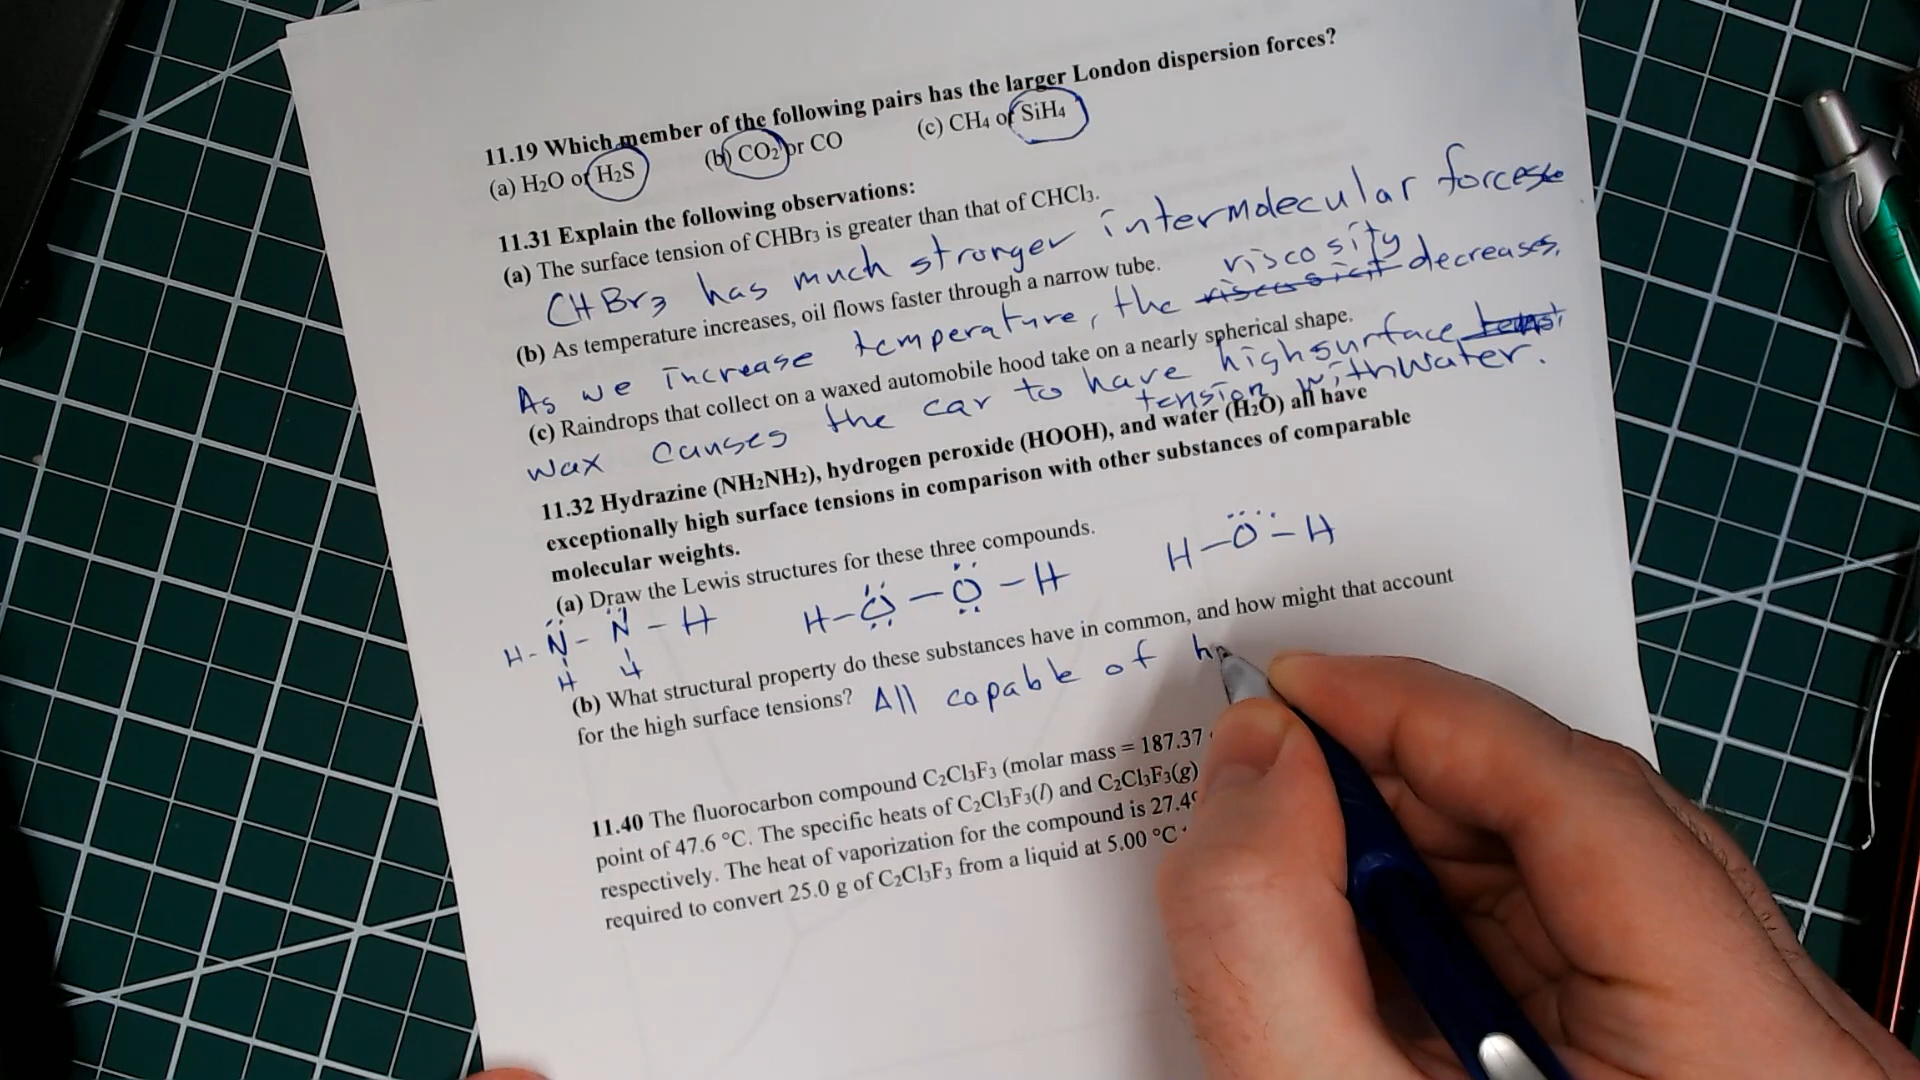 11.19 Which member of the following pairs has the larger London dispersion forces?
(a) H₂O or H₂S (b) CO₂ or CO (c) CH₄ or SiH₄
11.31 Explain the following observations:
(a) The surface tension of CHBr₃ is greater than that of CHCl₃.
CHBr₃ has much stronger intermolecular forces
(b) As temperature increases, oil flows faster through a narrow tube.
As we increase temperature, the viscosity decreases.
(c) Raindrops that collect on a waxed automobile hood take on a nearly spherical shape.
Wax causes the car to have high surface
tension with water.
11.32 Hydrazine (NH₂NH₂), hydrogen peroxide (HOOH), and water (H₂O) all have
exceptionally high surface tensions in comparison with other substances of comparable
molecular weights.
(a) Draw the Lewis structures for these three compounds.
H-N-N-H H-O-O-H H-O-H
H H
(b) What structural property do these substances have in common, and how might that account
for the high surface tensions? All capable of
11.40 The fluorocarbon compound C₂Cl₃F₃ (molar mass = 187.37
point of 47.6 °C. The specific heats of C₂Cl₃F₃(l) and C₂Cl₃F₃(g)
respectively. The heat of vaporization for the compound is 27.49
required to convert 25.0 g of C₂Cl₃F₃ from a liquid at 5.00 °C